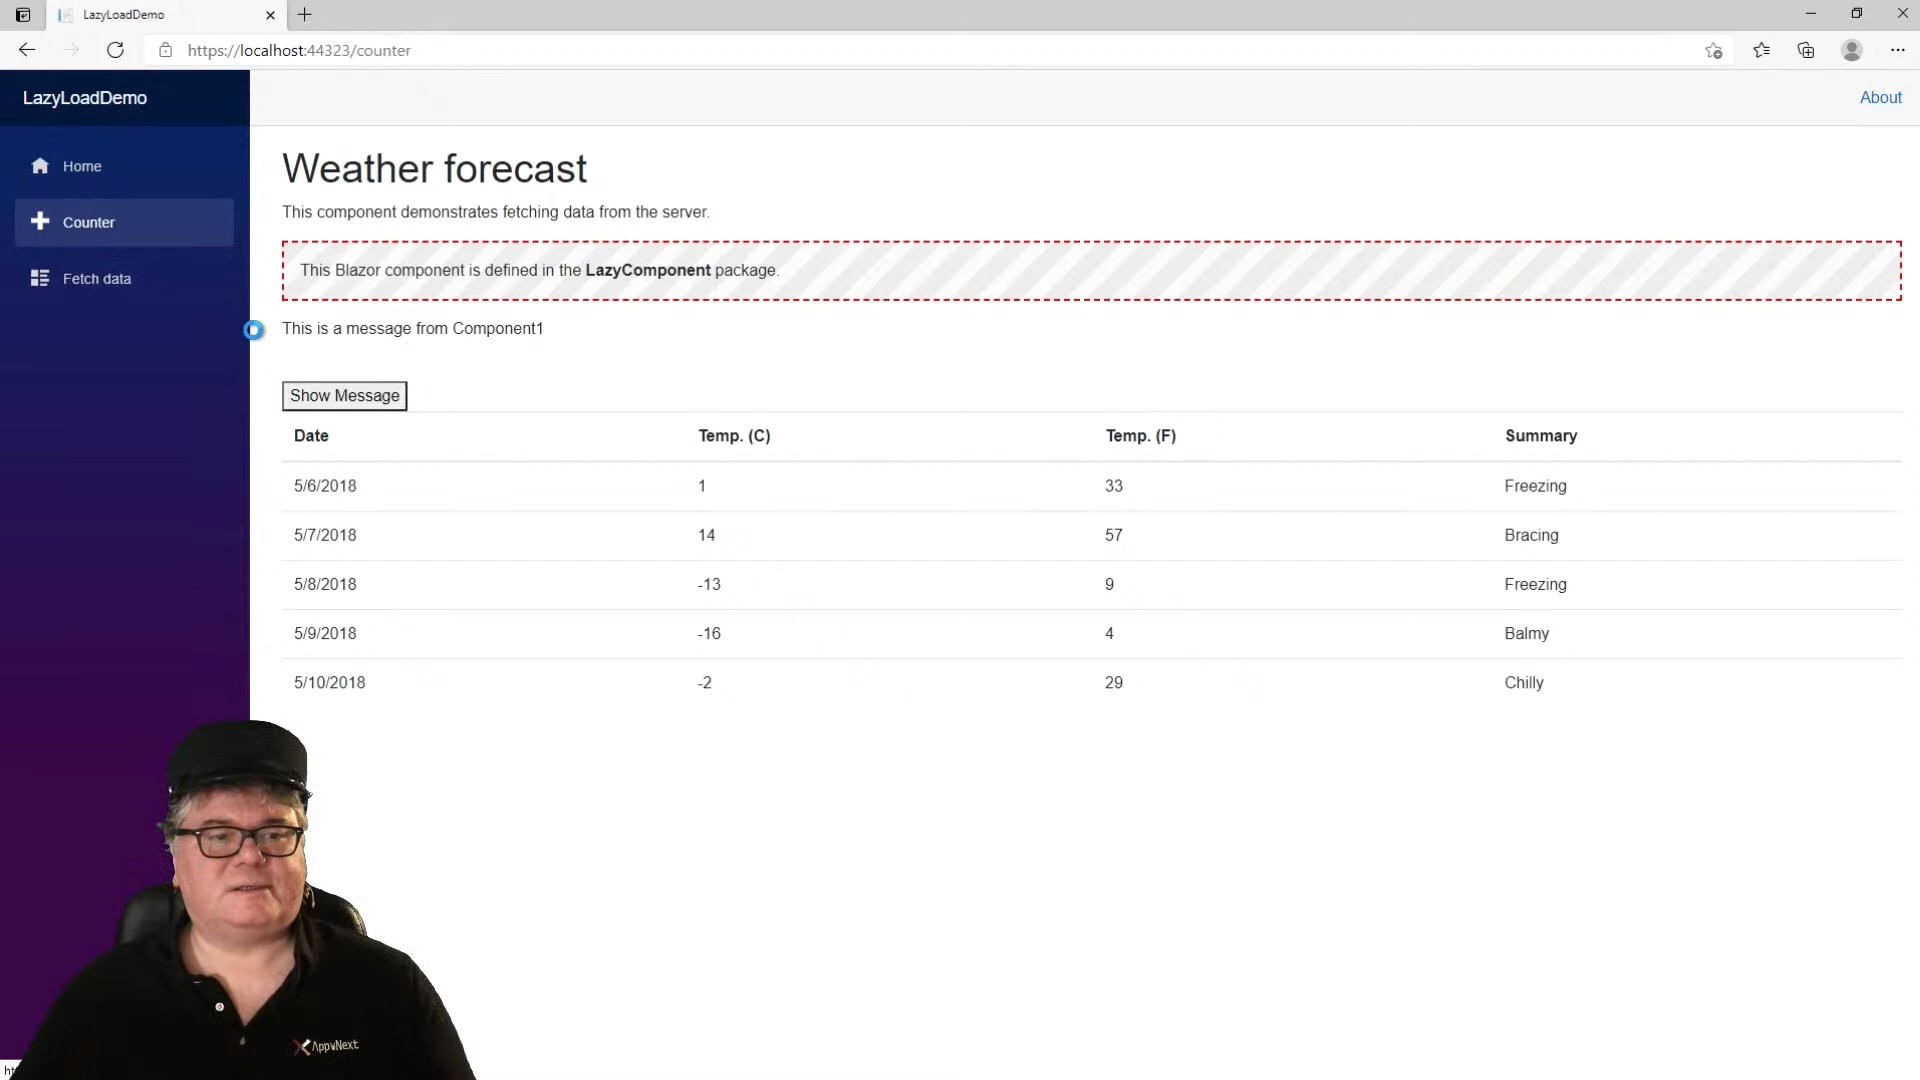 LazyLoadDemo
https://localhost:44323/counter
LazyLoadDemo
About
Home
Counter
Fetch data
Weather forecast
This component demonstrates fetching data from the server.
This Blazor component is defined in the LazyComponent package.
This is a message from Component1
Show Message
Date Temp. (C) Temp. (F) Summary
5/6/2018 1 33 Freezing
5/7/2018 14 57 Bracing
5/8/2018 -13 9 Freezing
5/9/2018 -16 4 Balmy
5/10/2018 -2 29 Chilly
AppvNext